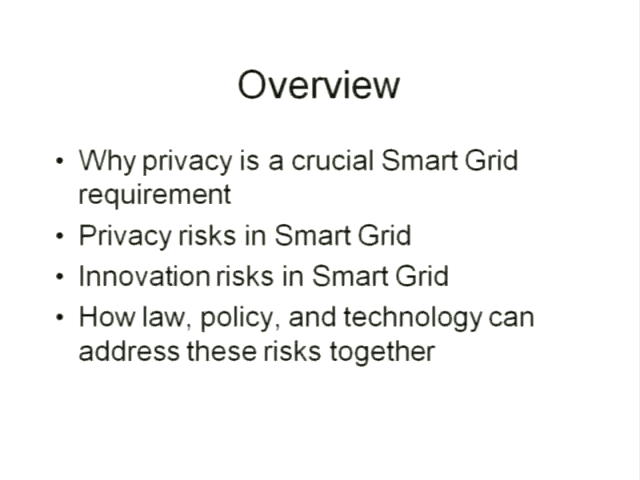 Overview
• Why privacy is a crucial Smart Grid
requirement
• Privacy risks in Smart Grid
• Innovation risks in Smart Grid
• How law, policy, and technology can
address these risks together